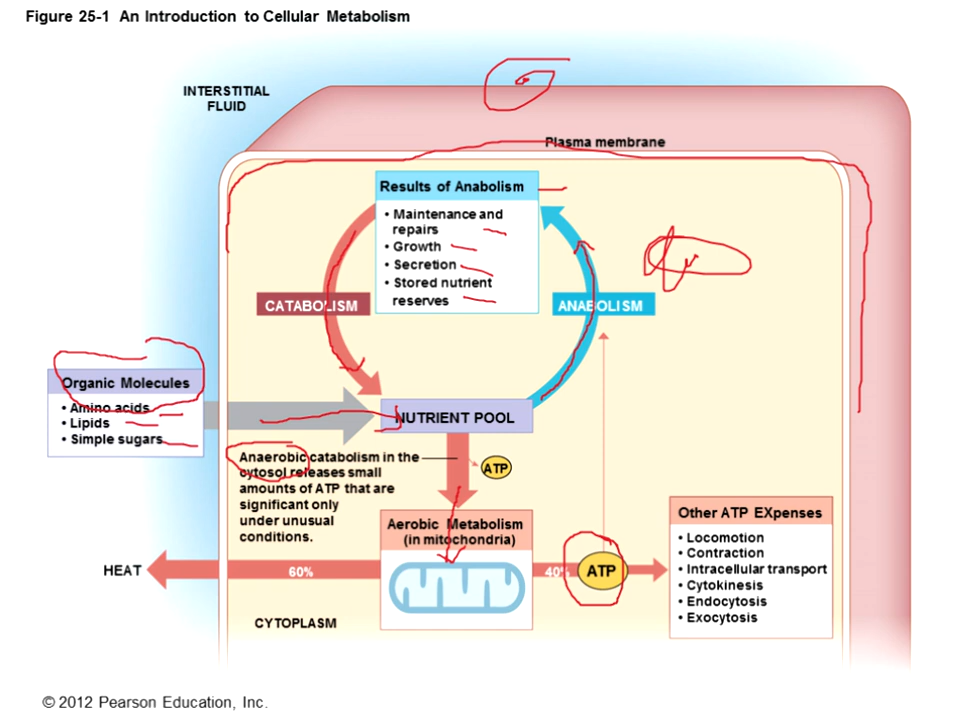 Figure 25-1 An Introduction to Cellular Metabolism
INTERSTITIAL
FLUID
Plasma membrane
Results of Anabolism
• Maintenance and
repairs
• Growth
• Secretion
• Stored nutrient
reserves
CATABOLISM
ANABOLISM
Organic Molecules
• Amino acids
• Lipids
• Simple sugars
NUTRIENT POOL
Anaerobic catabolism in the
cytosol releases small
amounts of ATP that are
significant only
under unusual
conditions.
ATP
Aerobic Metabolism
(in mitochondria)
HEAT
60%
40%
ATP
Other ATP EXpenses
• Locomotion
• Contraction
• Intracellular transport
• Cytokinesis
• Endocytosis
• Exocytosis
CYTOPLASM
© 2012 Pearson Education, Inc.